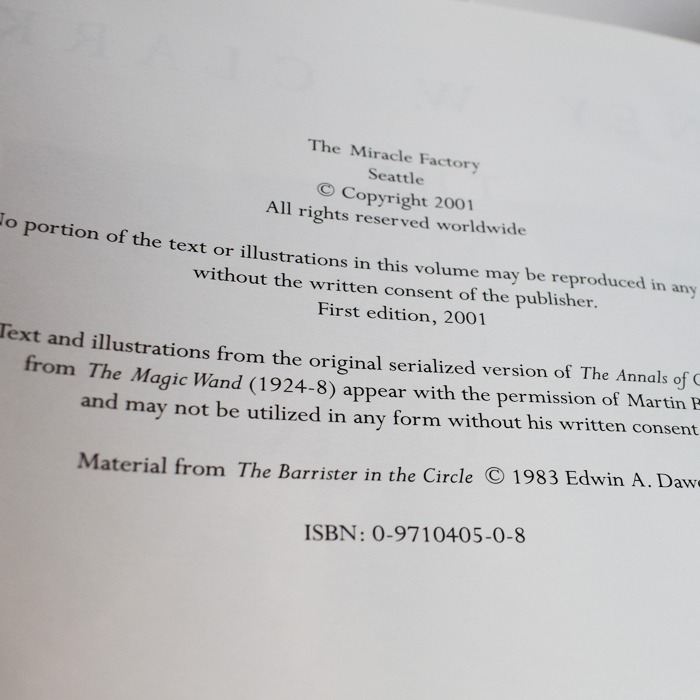 The Miracle Factory
Seattle
© Copyright 2001
All rights reserved worldwide
No portion of the text or illustrations in this volume may be reproduced in any
without the written consent of the publisher.
First edition, 2001
Text and illustrations from the original serialized version of The Annals of
from The Magic Wand (1924-8) appear with the permission of Martin
and may not be utilized in any form without his written consent
Material from The Barrister in the Circle © 1983 Edwin A.
ISBN: 0-9710405-0-8